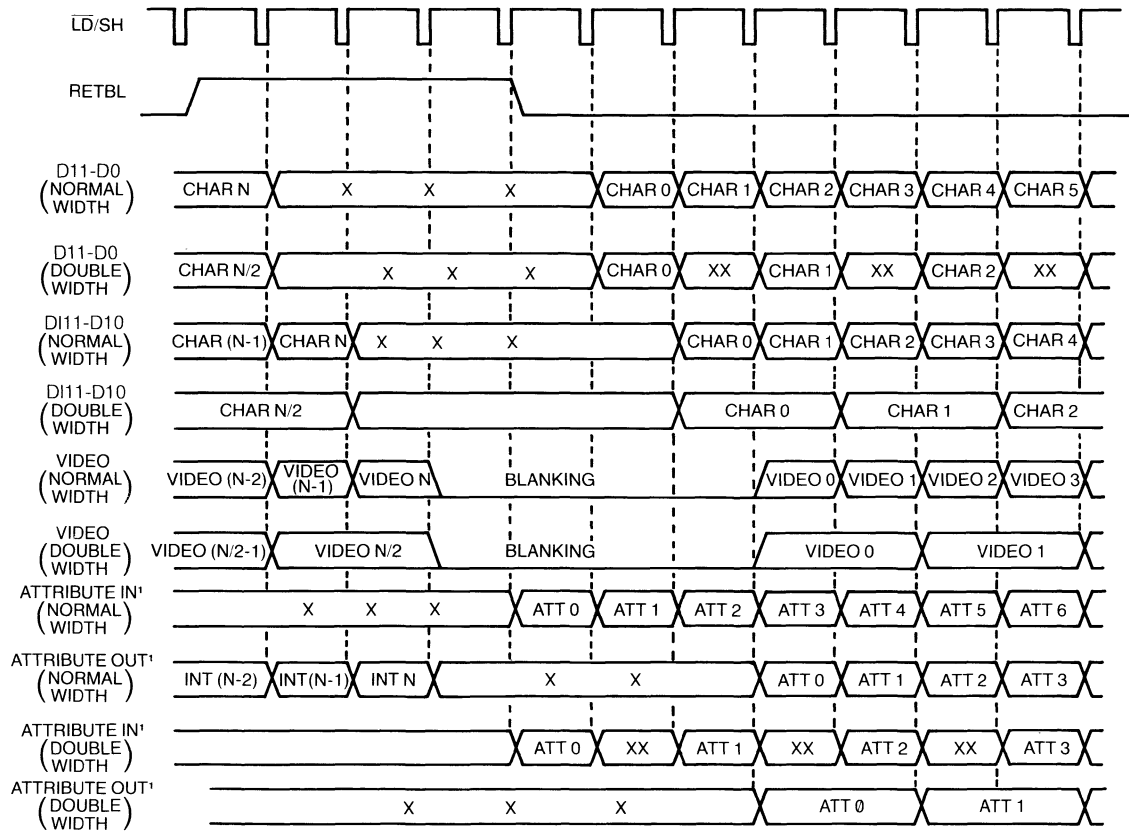 L̅D̅/SH
RETBL
D11-D0
(NORMAL
WIDTH)
CHAR N X X X CHAR 0 CHAR 1 CHAR 2 CHAR 3 CHAR 4 CHAR 5
D11-D0
(DOUBLE
WIDTH)
CHAR N/2 X X X CHAR 0 XX CHAR 1 XX CHAR 2 XX
DI11-D10
(NORMAL
WIDTH)
CHAR (N-1) CHAR N X X X CHAR 0 CHAR 1 CHAR 2 CHAR 3 CHAR 4
DI11-D10
(DOUBLE
WIDTH)
CHAR N/2 CHAR 0 CHAR 1 CHAR 2
VIDEO
(NORMAL
WIDTH)
VIDEO (N-2) VIDEO (N-1) VIDEO N BLANKING VIDEO 0 VIDEO 1 VIDEO 2 VIDEO 3
VIDEO
(DOUBLE
WIDTH)
VIDEO (N/2-1) VIDEO N/2 BLANKING VIDEO 0 VIDEO 1
ATTRIBUTE IN¹
(NORMAL
WIDTH)
X X X ATT 0 ATT 1 ATT 2 ATT 3 ATT 4 ATT 5 ATT 6
ATTRIBUTE OUT¹
(NORMAL
WIDTH)
INT (N-2) INT(N-1) INT N X X ATT 0 ATT 1 ATT 2 ATT 3
ATTRIBUTE IN¹
(DOUBLE
WIDTH)
ATT 0 XX ATT 1 XX ATT 2 XX ATT 3
ATTRIBUTE OUT¹
(DOUBLE
WIDTH)
X X X ATT 0 ATT 1